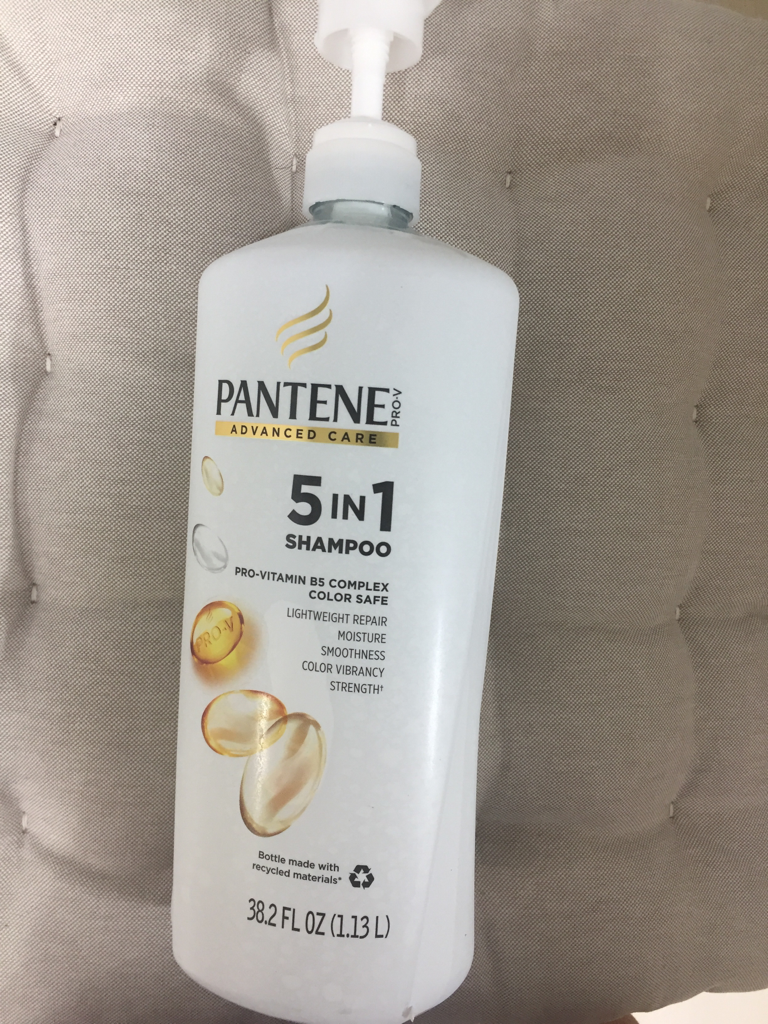 PANTENE PRO-V
ADVANCED CARE
5 IN 1
SHAMPOO
PRO-VITAMIN B5 COMPLEX
COLOR SAFE
LIGHTWEIGHT REPAIR
MOISTURE
SMOOTHNESS
COLOR VIBRANCY
STRENGTH†
PRO-V
Bottle made with
recycled materials*
38.2 FL OZ (1.13 L)